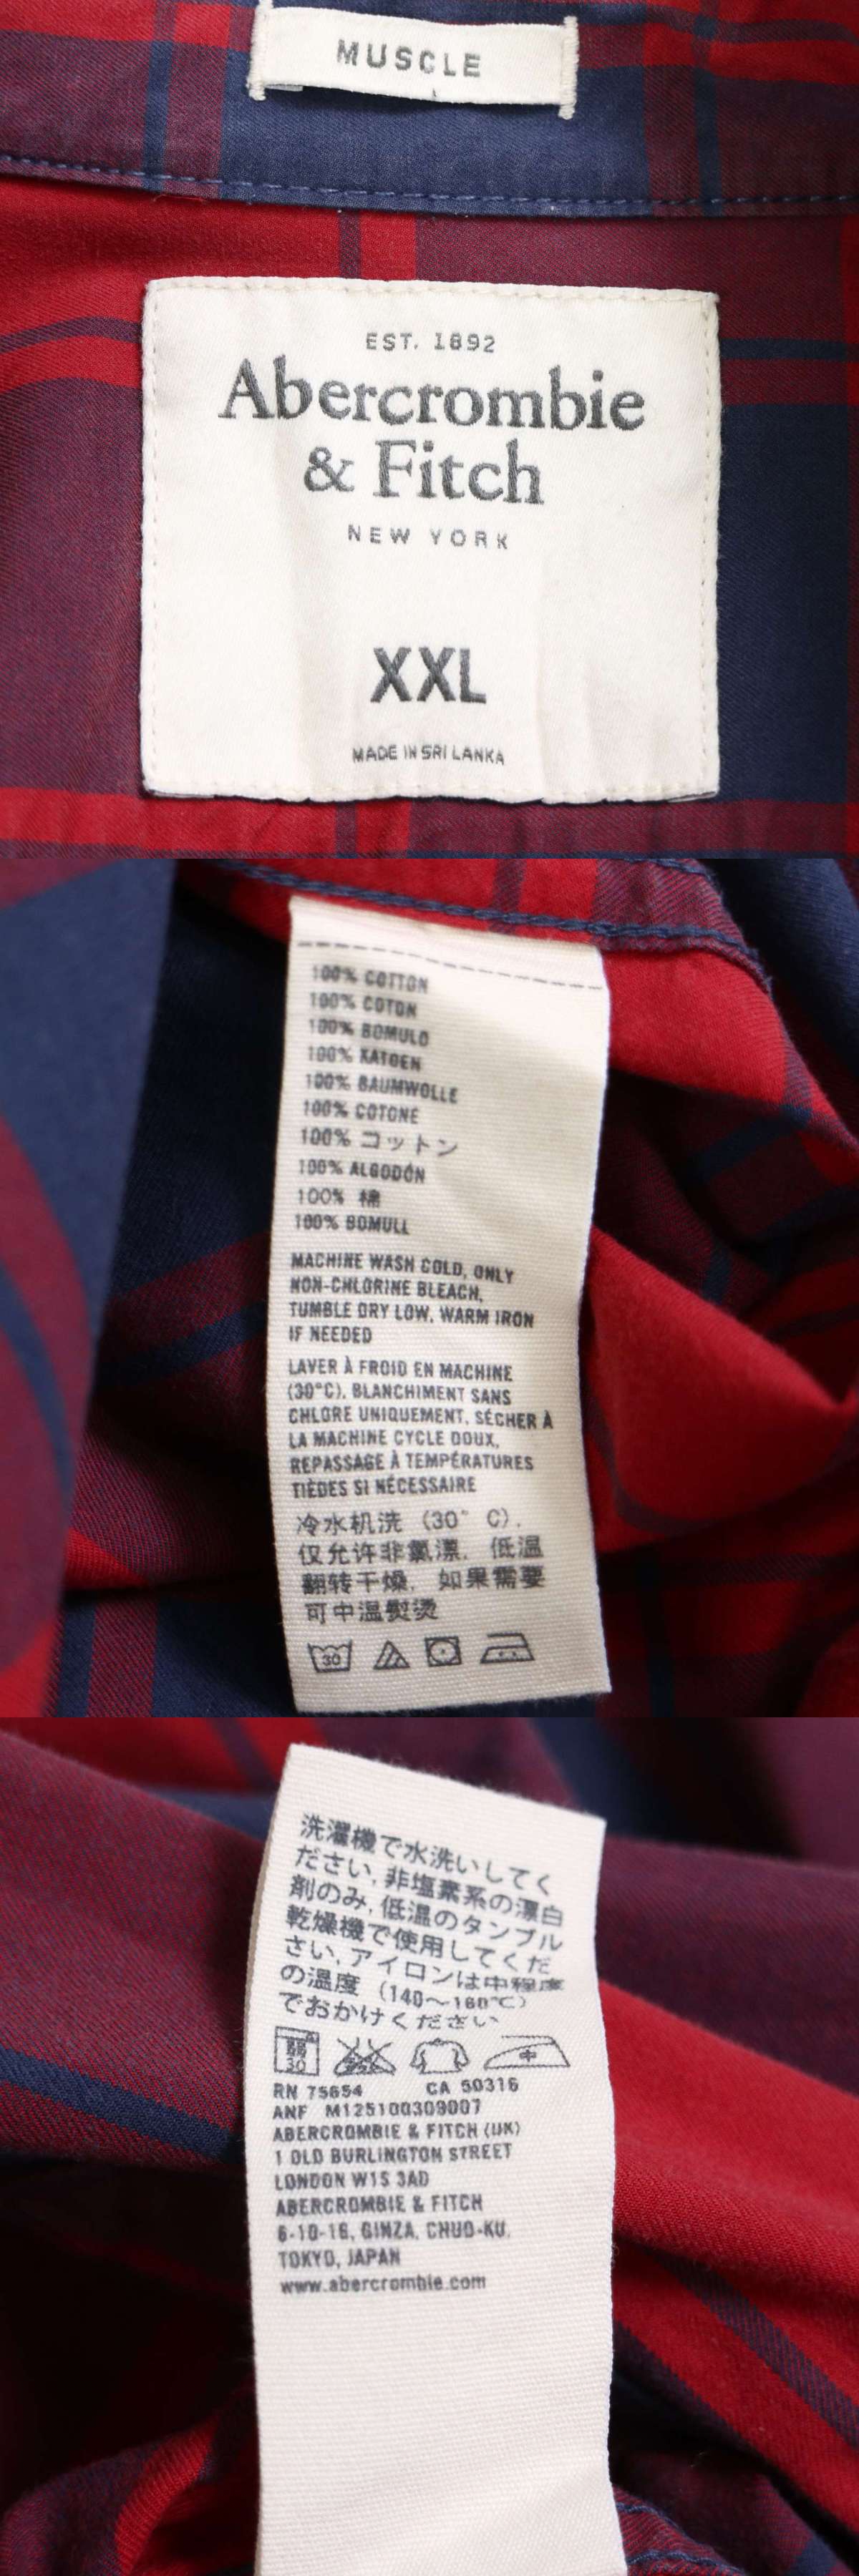 MUSCLE
EST. 1892
Abercrombie
& Fitch
NEW YORK
XXL
MADE IN SRI LANKA
100% COTTON
100% COTON
100% BOMULD
100% KATOEN
100% BAUMWOLLE
100% COTONE
100% コットン
100% ALGODÓN
100% 棉
100% BOMULL
MACHINE WASH COLD, ONLY
NON-CHLORINE BLEACH,
TUMBLE DRY LOW, WARM IRON
IF NEEDED
LAVER À FROID EN MACHINE
(30°C), BLANCHIMENT SANS
CHLORE UNIQUEMENT, SÉCHER À
LA MACHINE CYCLE DOUX,
REPASSAGE À TEMPÉRATURES
TIÈDES SI NÉCESSAIRE
冷水机洗 (30° C),
仅允许非氯漂, 低温
翻转干燥, 如果需要
可中温熨烫
30
洗濯機で水洗いしてく
ださい, 非塩素系の漂白
剤のみ, 低温のタンブル
乾燥機で使用してくだ
さい, アイロンは中程度
の温度 (140～160℃)
でおかけください
30 中
RN 75654 CA 50316
ANF M125100309007
ABERCROMBIE & FITCH (UK)
1 OLD BURLINGTON STREET
LONDON W1S 3AD
ABERCROMBIE & FITCH
6-10-16, GINZA, CHUO-KU,
TOKYO, JAPAN
www.abercrombie.com